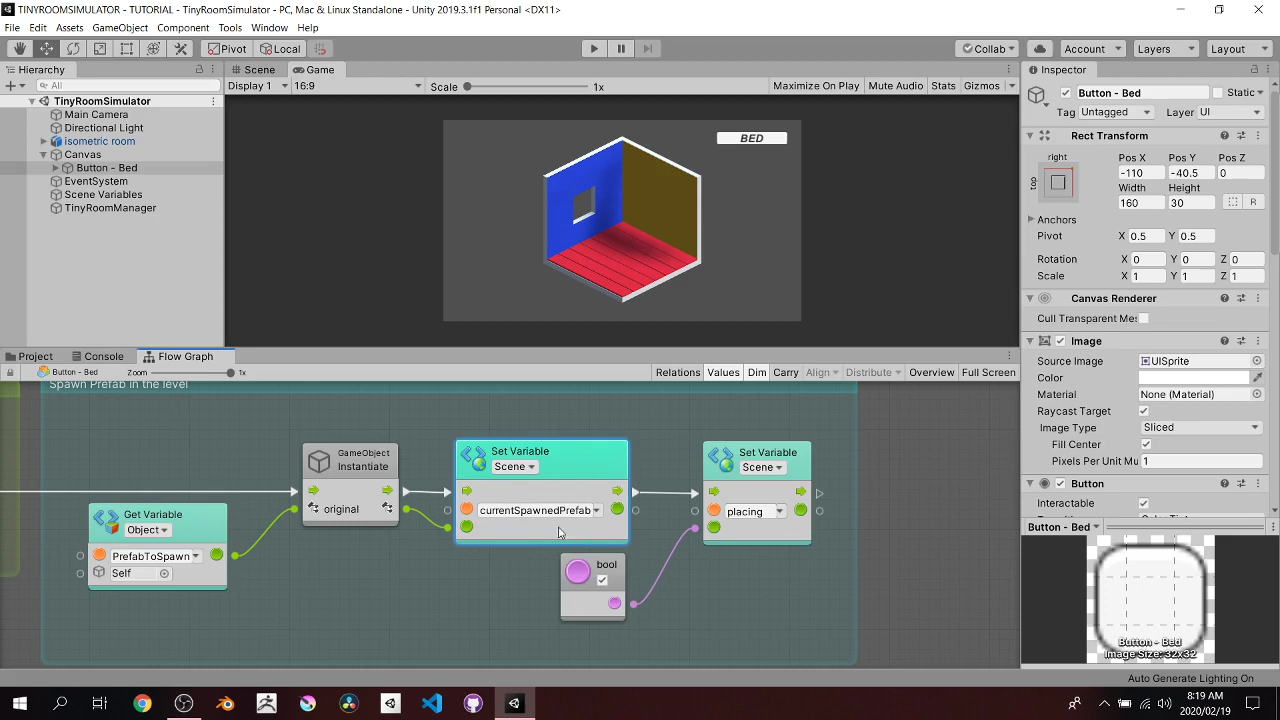 TINYROOMSIMULATOR - TUTORIAL - TinyRoomSimulator - PC, Mac & Linux Standalone - Unity 2019.3.1f1 Personal <DX11>
File Edit Assets GameObject Component Tools Window Help
Pivot Local Collab Account Layers Layout
Hierarchy
All
TinyRoomSimulator
Main Camera
Directional Light
isometric room
Canvas
Button - Bed
EventSystem
Scene Variables
TinyRoomManager
Scene Game
Display 1 16:9 Scale 1x Maximize On Play Mute Audio Stats Gizmos
BED
Project Console Flow Graph
Button - Bed Zoom 1x Relations Values Dim Carry Align Distribute Overview Full Screen
Spawn Prefab in the level
Get Variable
Object
PrefabToSpawn
Self
GameObject
Instantiate
original
Set Variable
Scene
currentSpawnedPrefab
bool
Set Variable
Scene
placing
Inspector
Button - Bed Static
Tag Untagged Layer UI
Rect Transform
right Pos X Pos Y Pos Z
top -110 -40.5 0
Width Height
160 30 R
Anchors
Pivot X 0.5 Y 0.5
Rotation X 0 Y 0 Z 0
Scale X 1 Y 1 Z 1
Canvas Renderer
Cull Transparent Mes
Image
Source Image UISprite
Color
Material None (Material)
Raycast Target
Image Type Sliced
Fill Center
Pixels Per Unit Mu 1
Button
Interactable
Button - Bed
Button - Bed
Image Size: 32x32
Auto Generate Lighting On
8:19 AM
2020/02/19